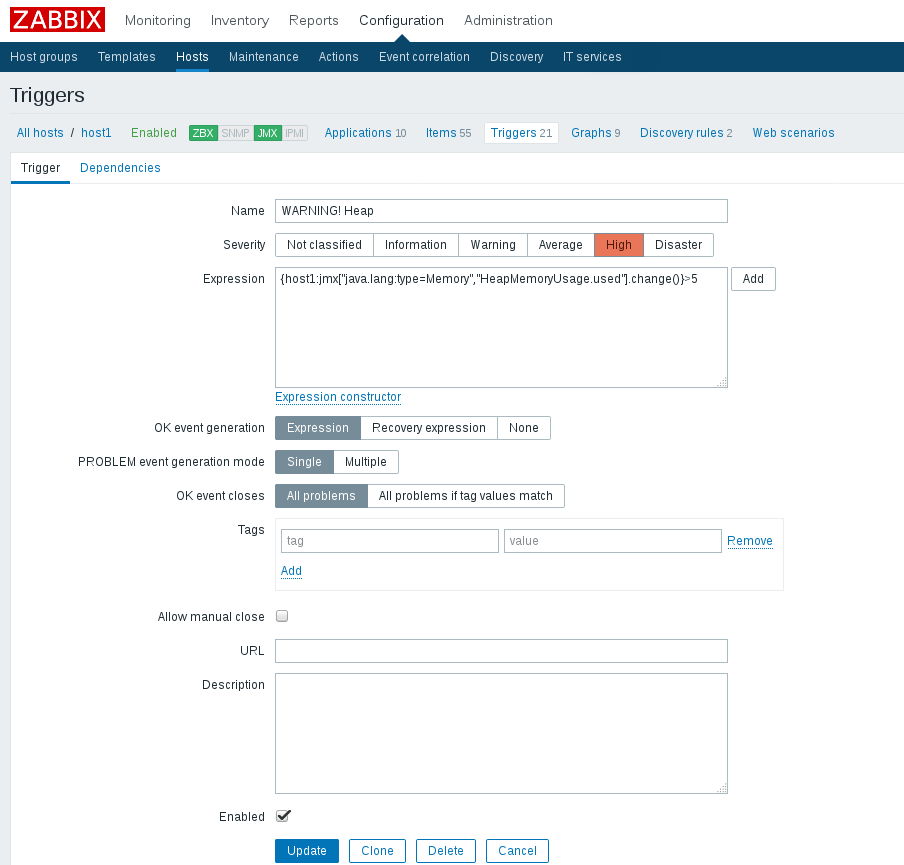 ZABBIX Monitoring Inventory Reports Configuration Administration
Host groups Templates Hosts Maintenance Actions Event correlation Discovery IT services
Triggers
All hosts / host1 Enabled ZBX SNMP JMX IPMI Applications 10 Items 55 Triggers 21 Graphs 9 Discovery rules 2 Web scenarios
Trigger Dependencies
Name WARNING! Heap
Severity Not classified Information Warning Average High Disaster
Expression {host1:jmx["java.lang:type=Memory","HeapMemoryUsage.used"].change()}>5 Add
Expression constructor
OK event generation Expression Recovery expression None
PROBLEM event generation mode Single Multiple
OK event closes All problems All problems if tag values match
Tags tag value Remove
Add
Allow manual close
URL
Description
Enabled
Update Clone Delete Cancel